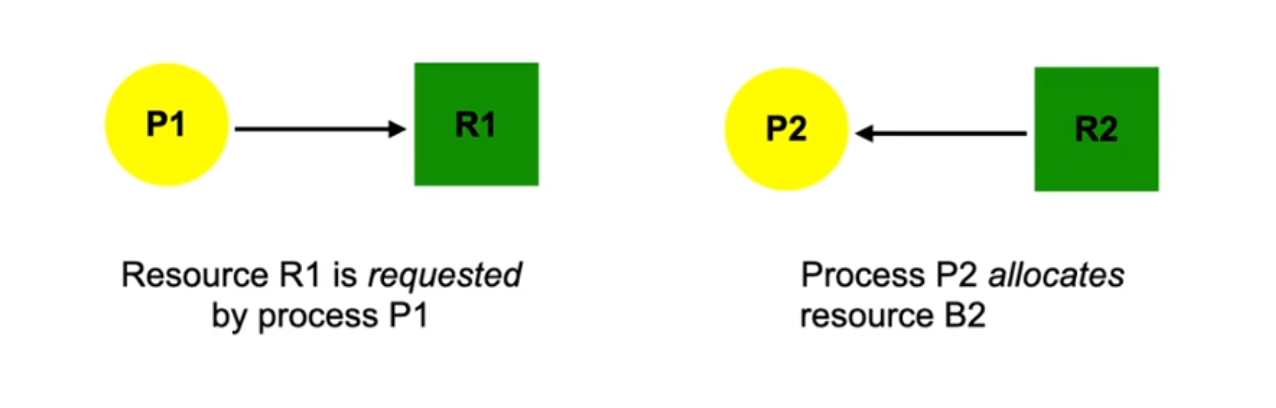 P1
R1
P2
R2
Resource R1 is requested
by process P1
Process P2 allocates
resource B2